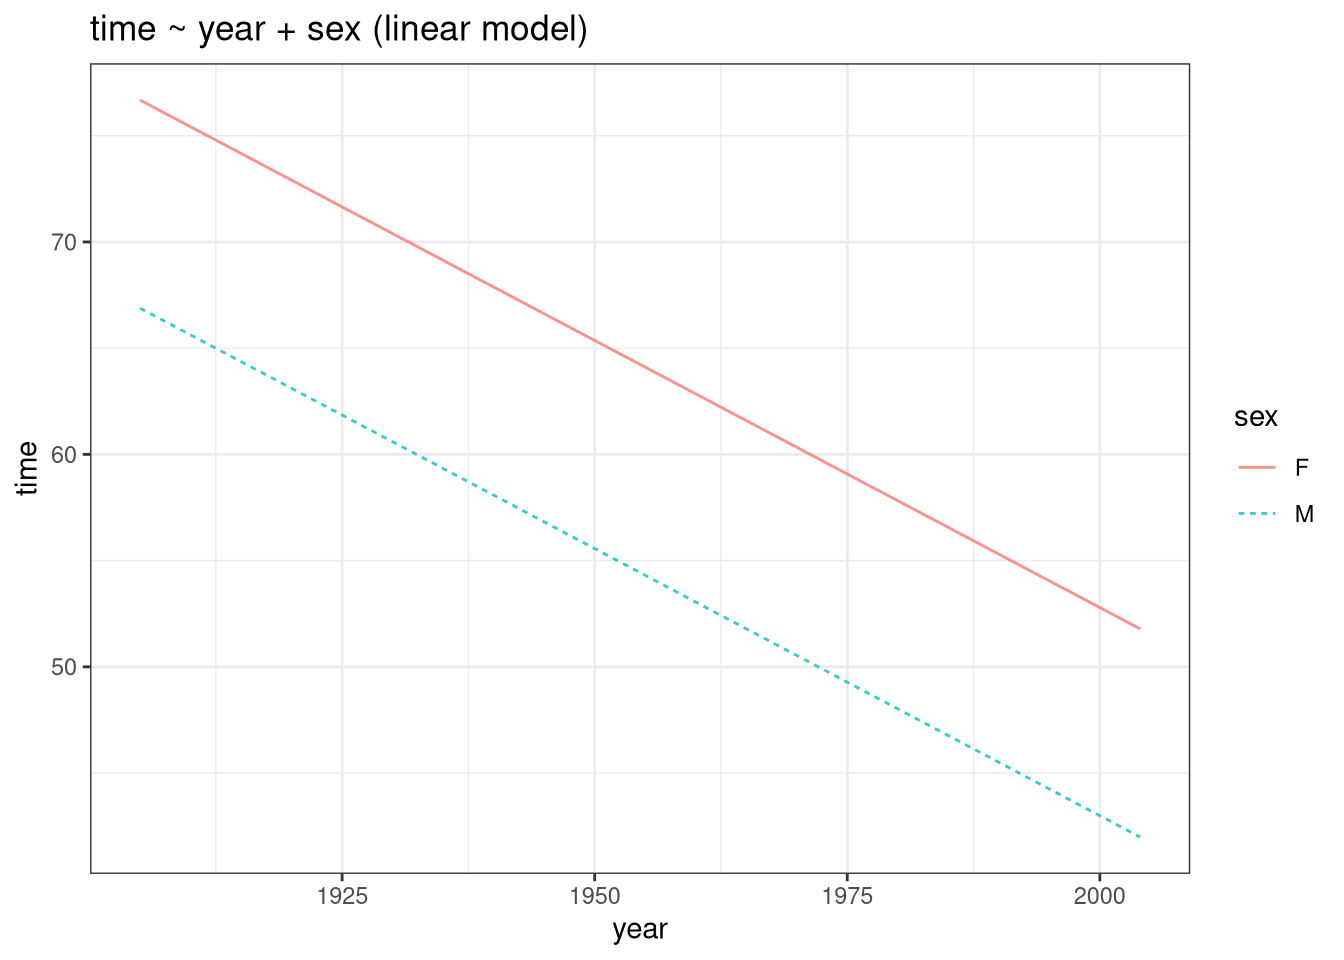 time ~ year + sex (linear model)
time
70
60
50
1925 1950 1975 2000
year
sex
F
M